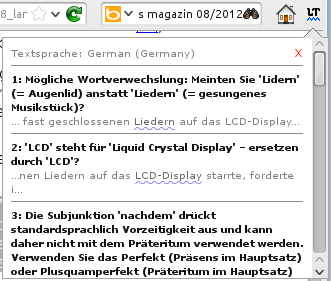 8_lar
s magazin 08/2012
LT
Textsprache: German (Germany) X
1: Mögliche Wortverwechslung: Meinten Sie 'Lidern'
(= Augenlid) anstatt 'Liedern' (= gesungenes
Musikstück)?
... fast geschlossenen Liedern auf das LCD-Display...
2: 'LCD' steht für 'Liquid Crystal Display' – ersetzen
durch 'LCD'?
...nen Liedern auf das LCD-Display starte, forderte
i...
3: Die Subjunktion 'nachdem' drückt
standardsprachlich Vorzeitigkeit aus und kann
daher nicht mit dem Präteritum verwendet werden.
Verwenden Sie das Perfekt (Präsens im Hauptsatz)
oder Plusquamperfekt (Präteritum im Hauptsatz)